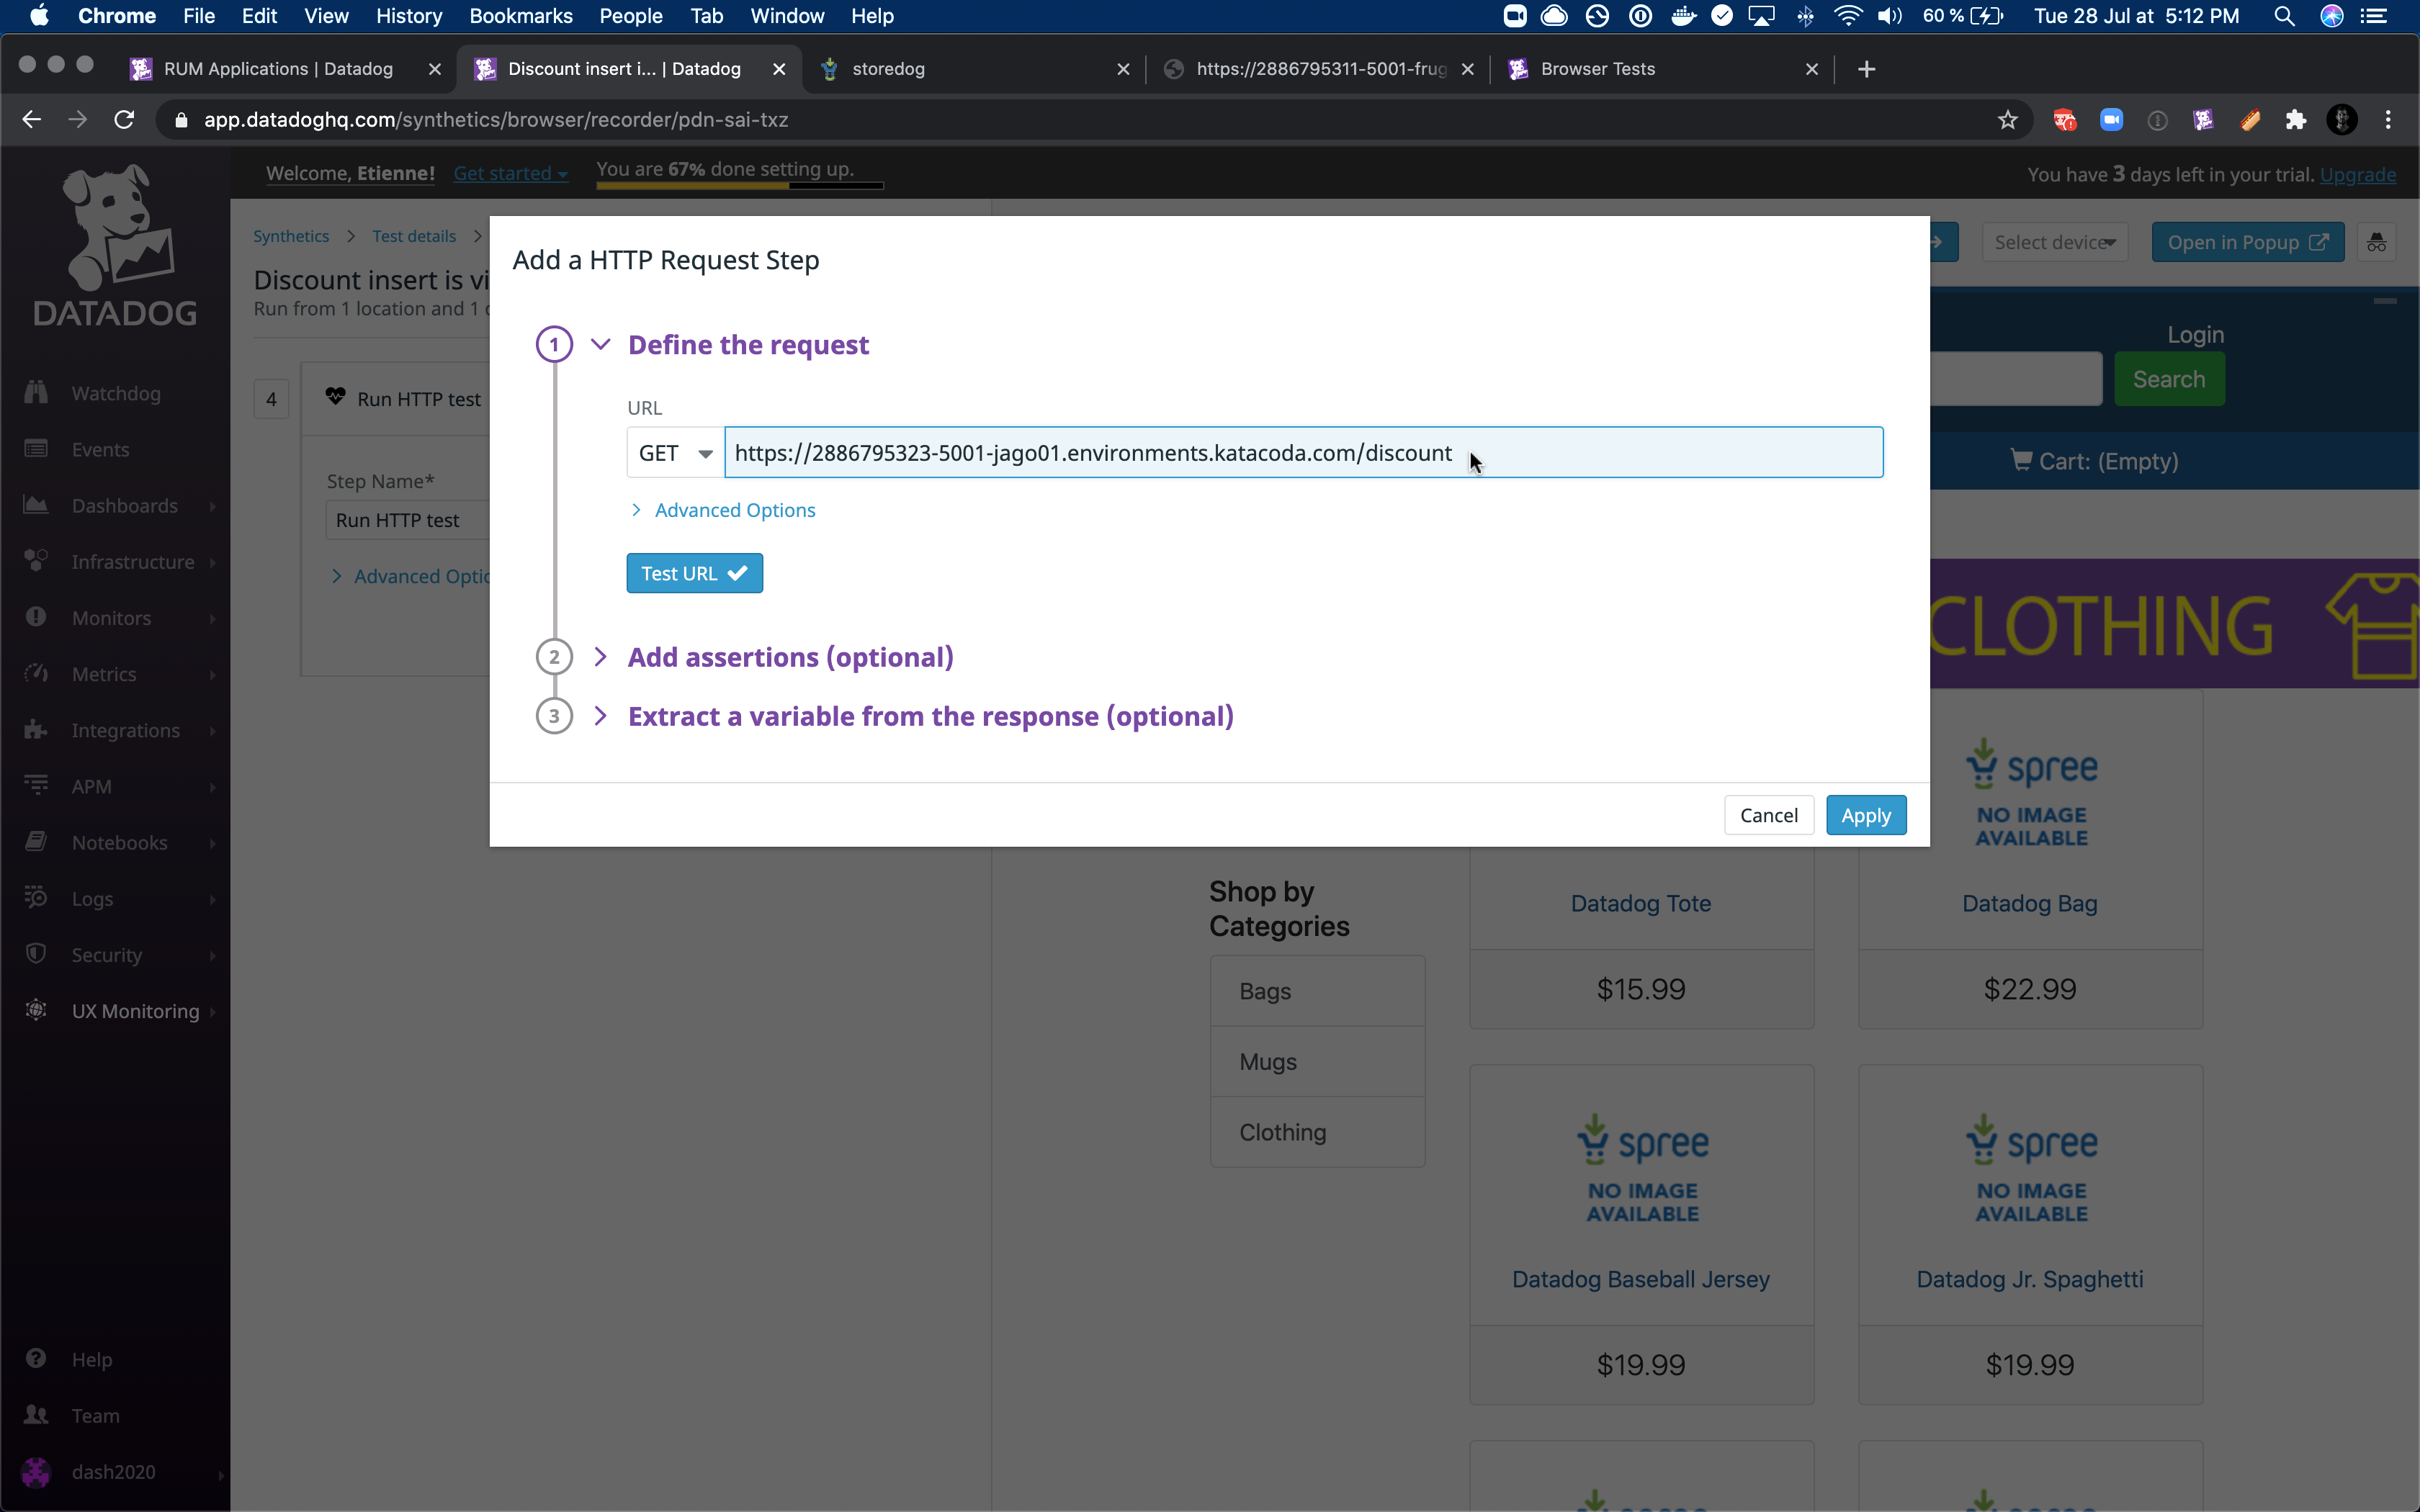 Chrome File Edit View History Bookmarks People Tab Window Help 60 % Tue 28 Jul at 5:12 PM
RUM Applications | Datadog Discount insert i... | Datadog storedog https://2886795311-5001-frug Browser Tests
app.datadoghq.com/synthetics/browser/recorder/pdn-sai-txz
Welcome, Etienne! Get started You are 67% done setting up. You have 3 days left in your trial. Upgrade
DATADOG
Watchdog
Events
Dashboards
Infrastructure
Monitors
Metrics
Integrations
APM
Notebooks
Logs
Security
UX Monitoring
Help
Team
dash2020
Synthetics > Test details >
Discount insert is vi
Run from 1 location and 1
4 Run HTTP test
Step Name*
Run HTTP test
Advanced Optio
Add a HTTP Request Step
1 Define the request
URL
GET https://2886795323-5001-jago01.environments.katacoda.com/discount
Advanced Options
Test URL
2 Add assertions (optional)
3 Extract a variable from the response (optional)
Cancel Apply
Select device Open in Popup
Login
Search
Cart: (Empty)
CLOTHING
Shop by
Categories
Bags
Mugs
Clothing
Datadog Tote
$15.99
spree
NO IMAGE
AVAILABLE
Datadog Bag
$22.99
spree
NO IMAGE
AVAILABLE
Datadog Baseball Jersey
$19.99
spree
NO IMAGE
AVAILABLE
Datadog Jr. Spaghetti
$19.99